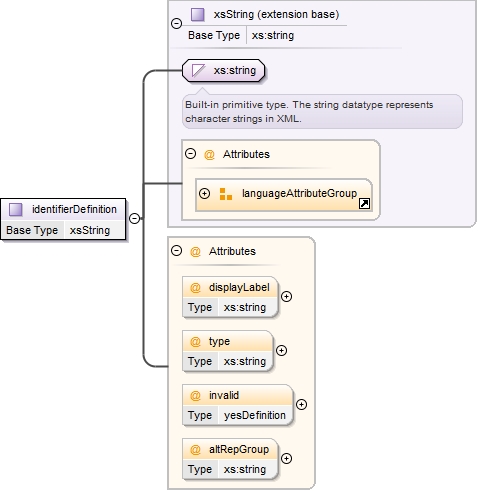 xsString (extension base)
Base Type xs:string
xs:string
Built-in primitive type. The string datatype represents
character strings in XML.
@ Attributes
languageAttributeGroup
identifierDefinition
Base Type xsString
@ Attributes
@ displayLabel
Type xs:string
@ type
Type xs:string
@ invalid
Type yesDefinition
@ altRepGroup
Type xs:string